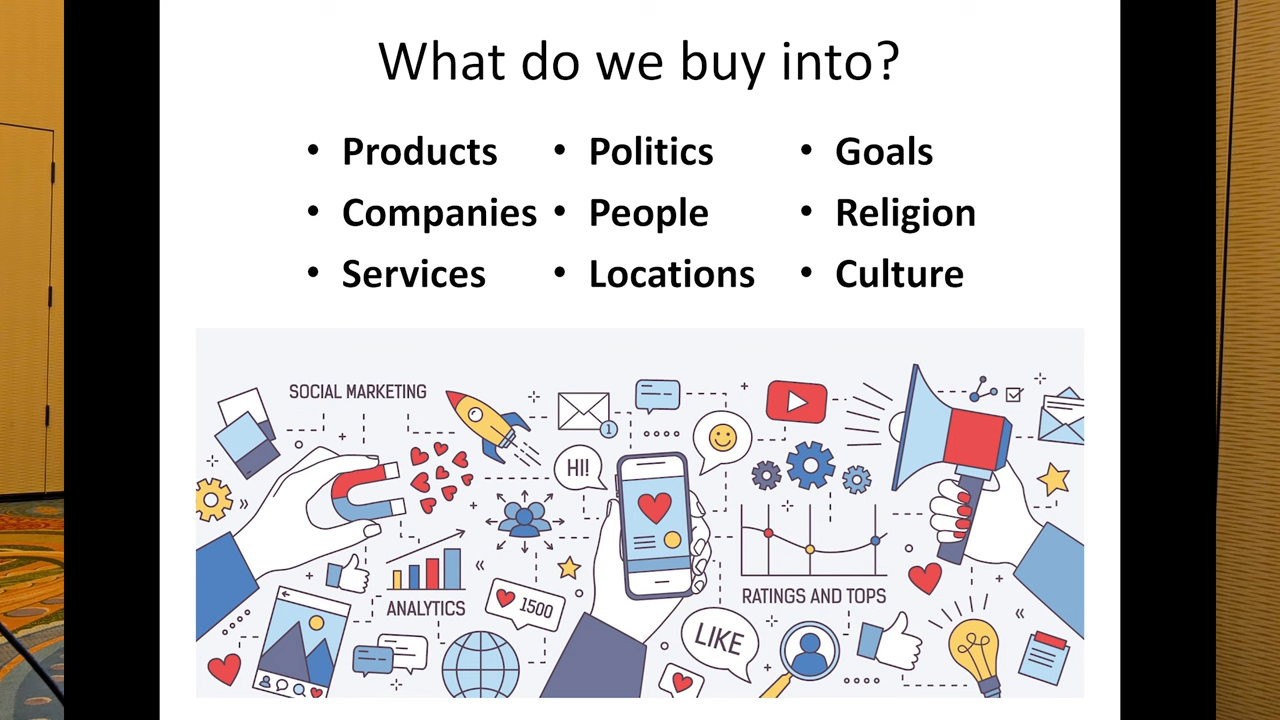 What do we buy into?
• Products
• Companies
• Services
• Politics
• People
• Locations
• Goals
• Religion
• Culture
SOCIAL MARKETING
1
HI!
ANALYTICS
1500
RATINGS AND TOPS
LIKE